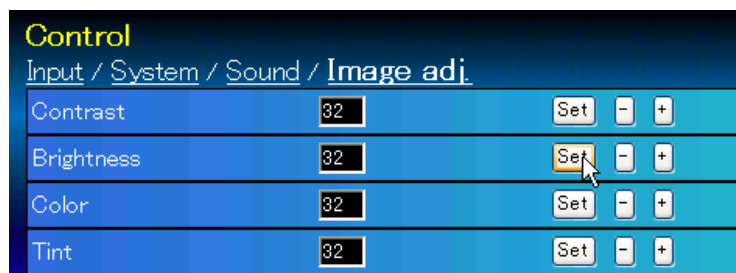 Control
Input / System / Sound / Image adj.
Contrast 32 Set - +
Brightness 32 Set - +
Color 32 Set - +
Tint 32 Set - +